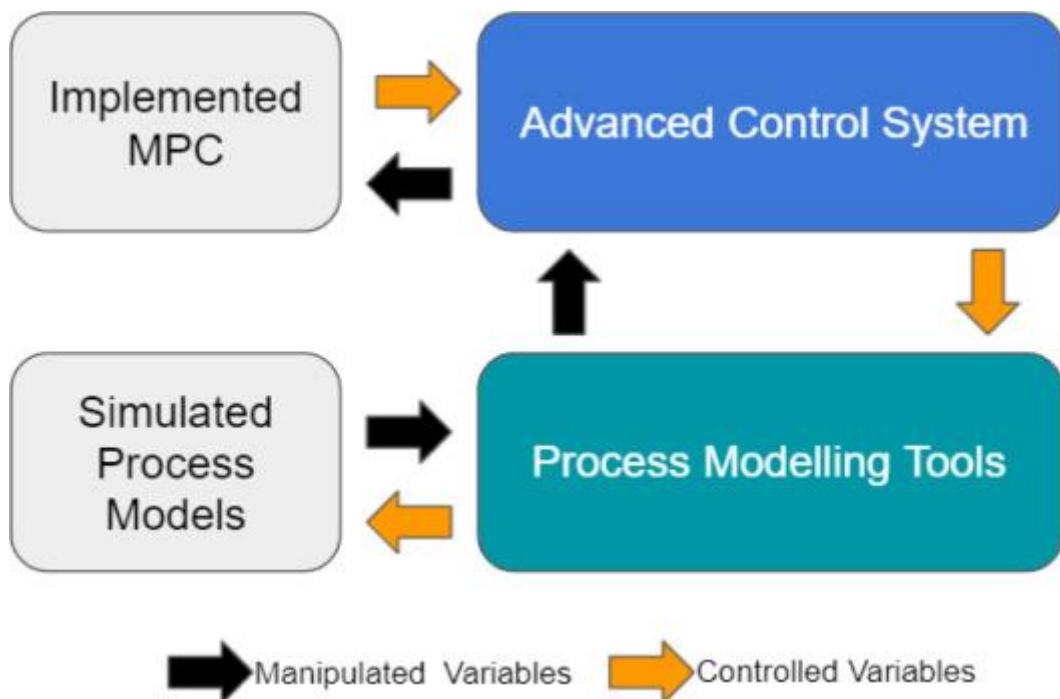 Implemented
MPC
Advanced Control System
Simulated
Process
Models
Process Modelling Tools
Manipulated Variables
Controlled Variables